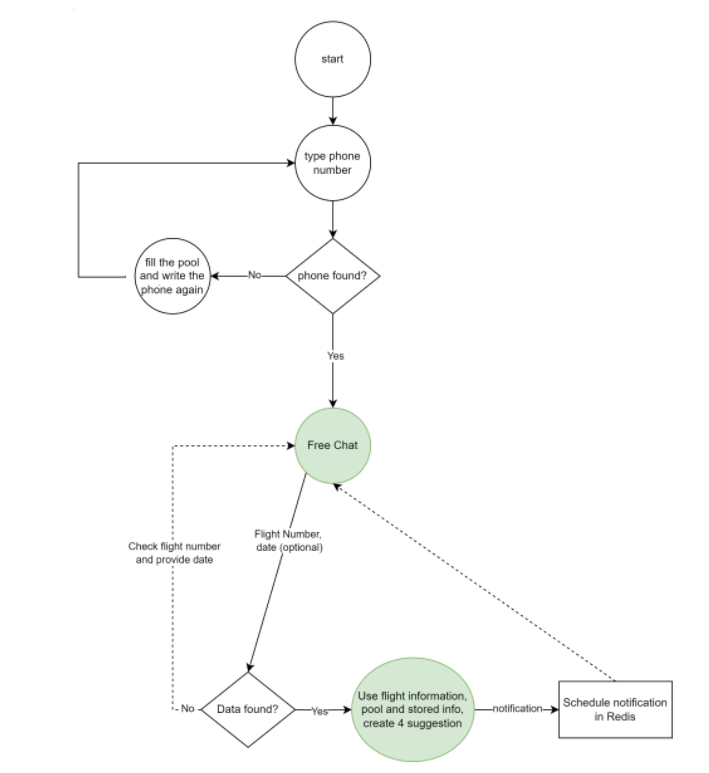 start
type phone
number
fill the pool
and write the
phone again
No
phone found?
Yes
Free Chat
Flight Number,
date (optional)
Check flight number
and provide date
No
Data found?
Yes
Use flight information,
pool and stored info,
create 4 suggestion
notification
Schedule notification
in Redis